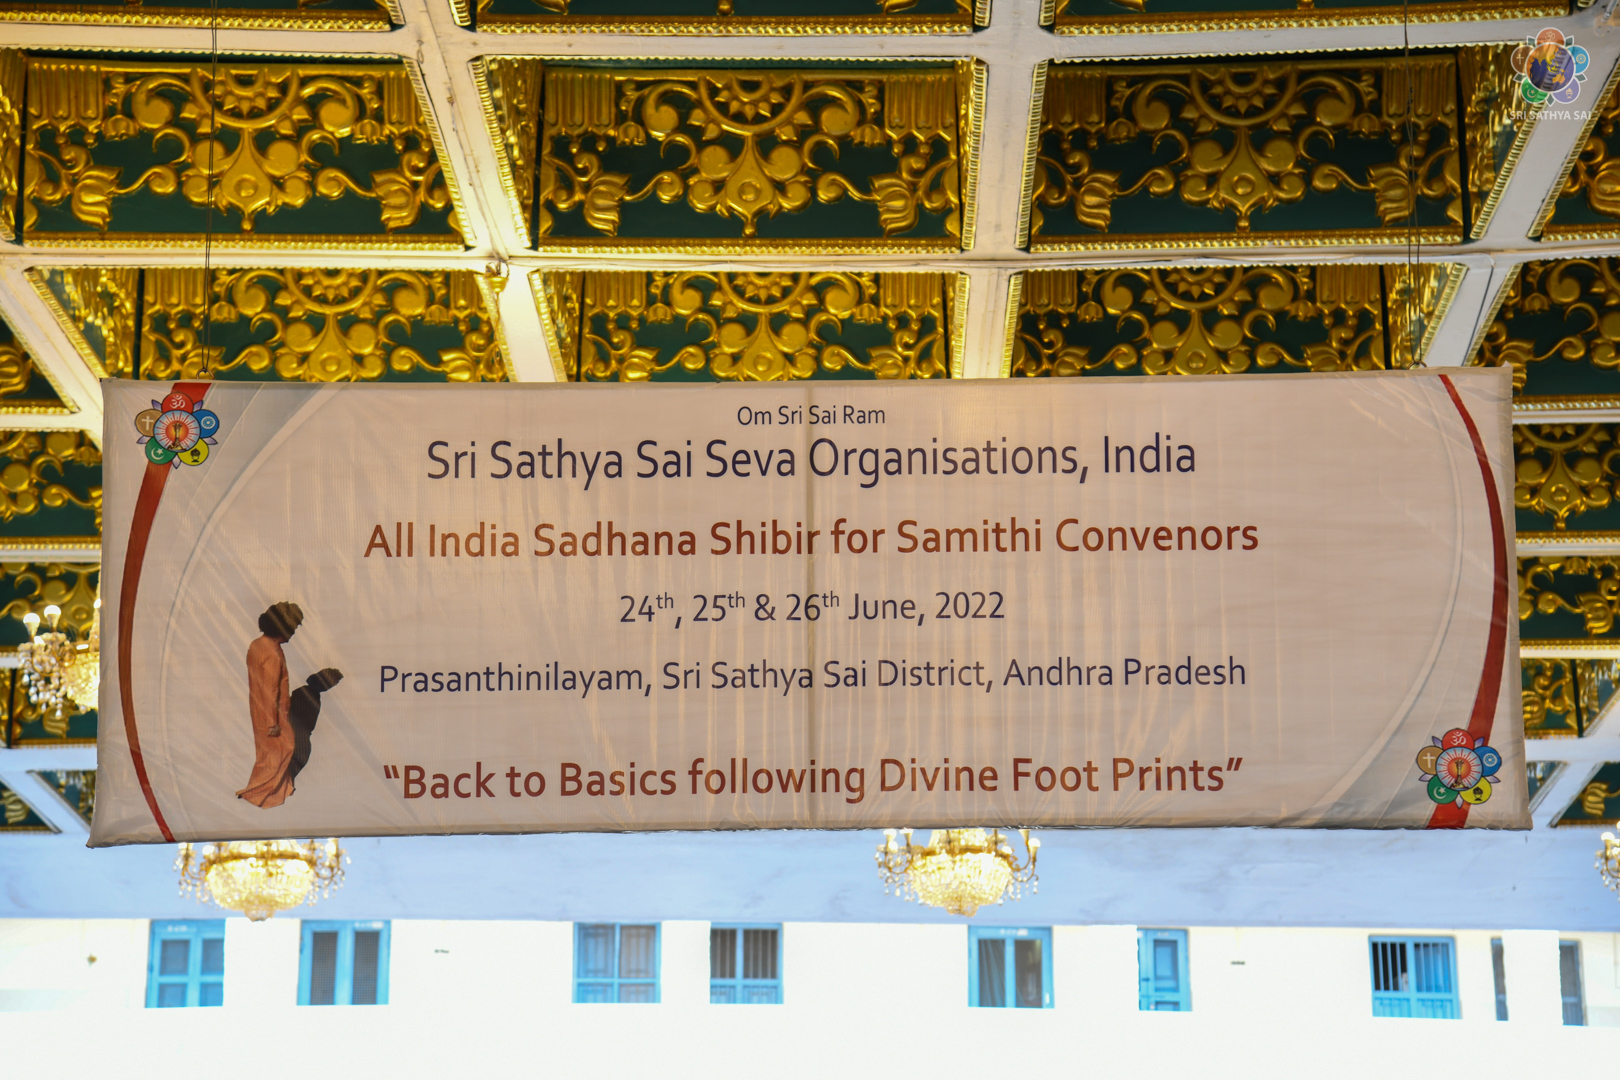 SRI SATHYA SAI
Om Sri Sai Ram
Sri Sathya Sai Seva Organisations, India
All India Sadhana Shibir for Samithi Convenors
24th, 25th & 26th June, 2022
Prasanthinilayam, Sri Sathya Sai District, Andhra Pradesh
“Back to Basics following Divine Foot Prints”